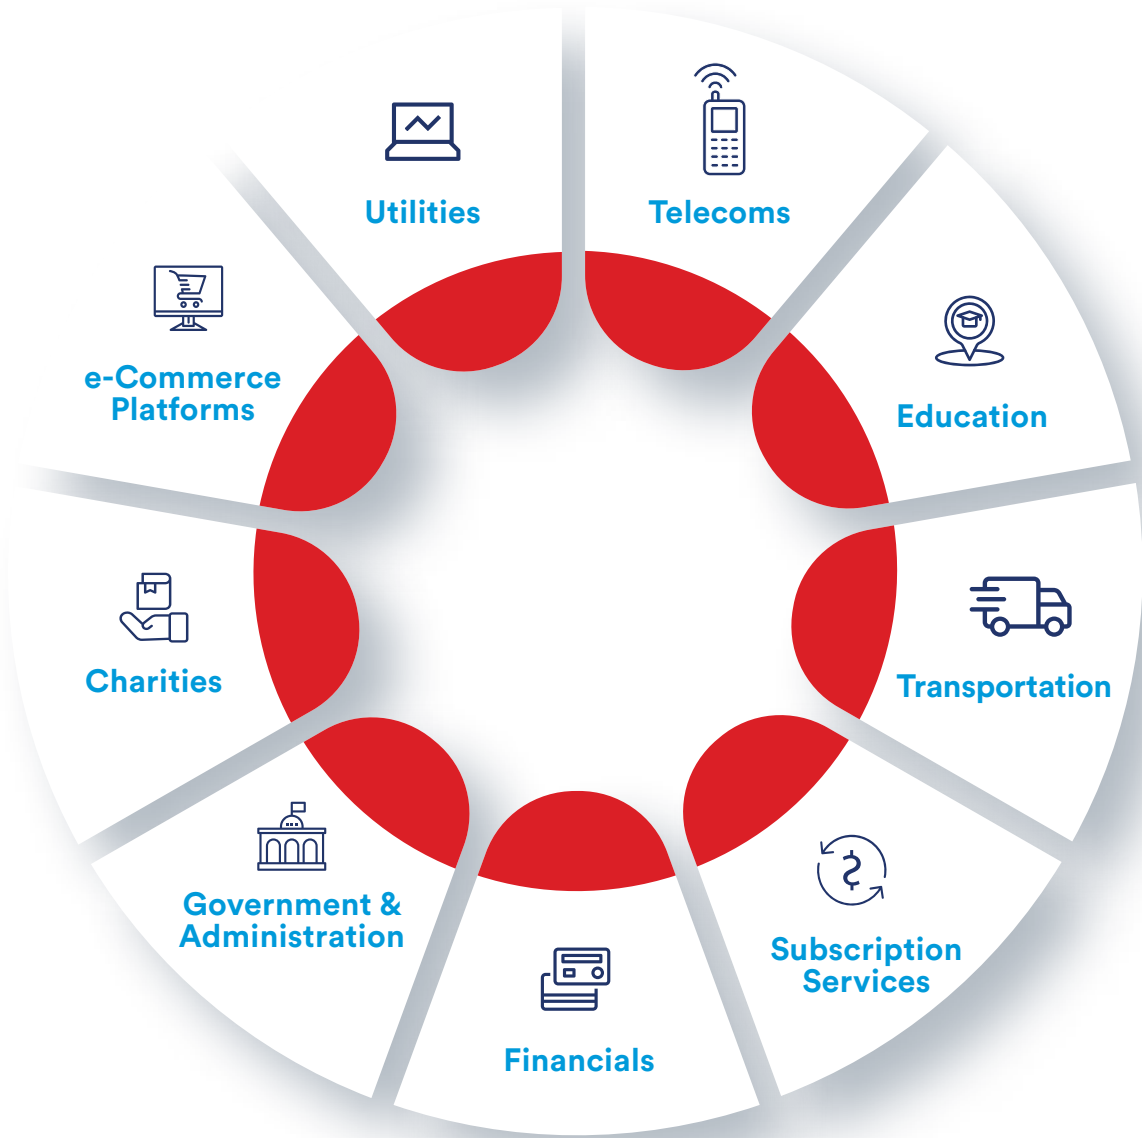 Utilities
Telecoms
e-Commerce
Platforms
Education
Charities
Transportation
Government &
Administration
Subscription
Services
Financials